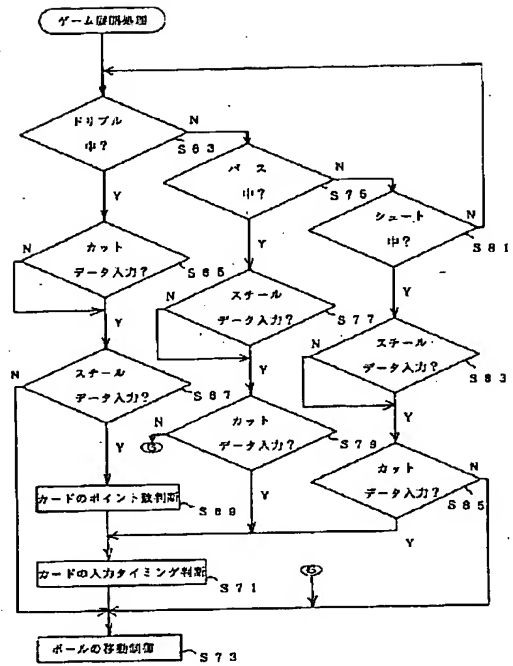 ゲーム展開処理
ドリブル
中?
N
S63
Y
パス
中?
N
S75
Y
シュート
中?
N
S81
Y
N
カット
データ入力?
S65
Y
N
スチール
データ入力?
S77
Y
N
スチール
データ入力?
S83
Y
N
スチール
データ入力?
S67
Y
N
G
カット
データ入力?
S79
Y
カット
データ入力?
N
S85
Y
カードのポイント数判断
S69
カードの入力タイミング判断
S71
G
ボールの移動制御
S73